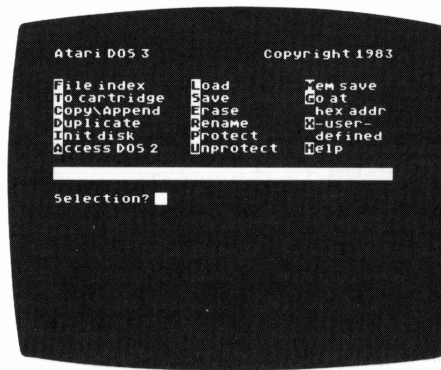 Atari DOS 3 Copyright 1983
File index Load Mem save
To cartridge Save Go at
Copy\Append Erase hex addr
Duplicate Rename X-user-
Init disk Protect defined
Access DOS 2 Unprotect Help
Selection?